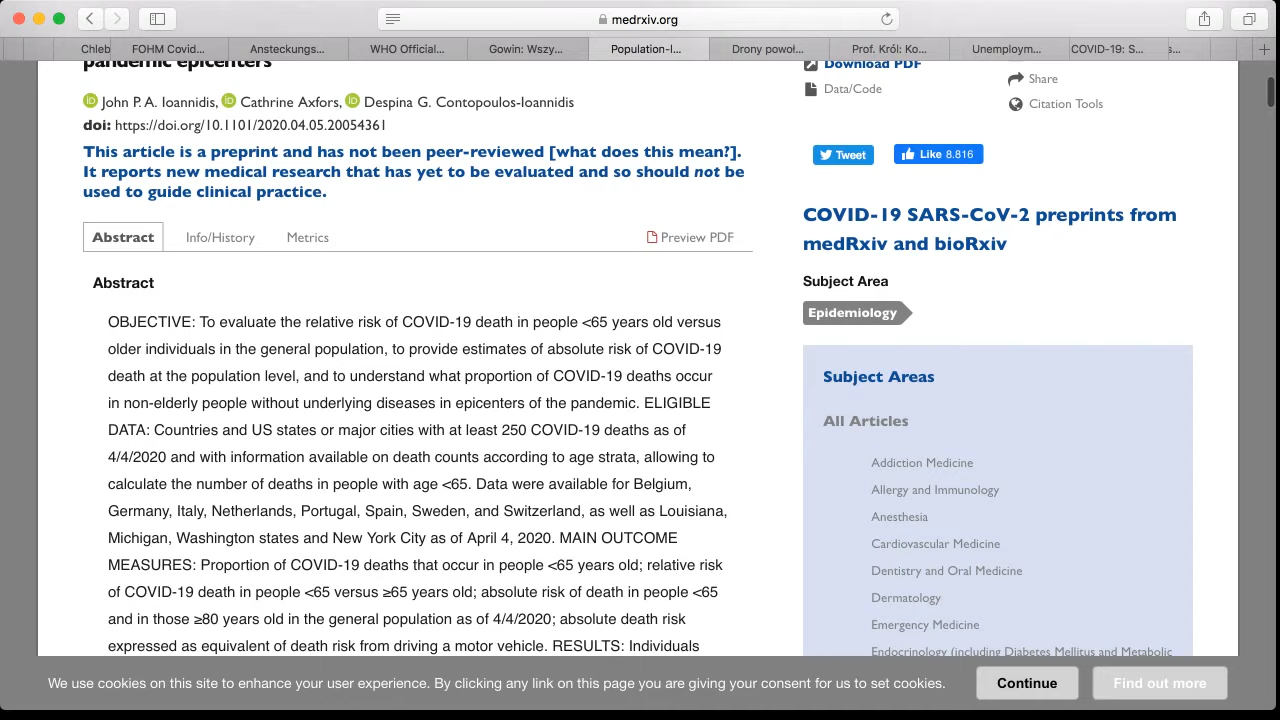 medrxiv.org
Chleb
FOHM Covid...
Ansteckungs...
WHO Official...
Gowin: Wszy...
Population-l...
Drony powoł...
Prof. Król: Ko...
Unemploym...
COVID-19: S...
s...
pandemic epicenters
John P. A. Ioannidis, Cathrine Axfors, Despina G. Contopoulos-Ioannidis
doi: https://doi.org/10.1101/2020.04.05.20054361
This article is a preprint and has not been peer-reviewed [what does this mean?].
It reports new medical research that has yet to be evaluated and so should not be
used to guide clinical practice.
Abstract
Info/History
Metrics
Preview PDF
Abstract
OBJECTIVE: To evaluate the relative risk of COVID-19 death in people <65 years old versus
older individuals in the general population, to provide estimates of absolute risk of COVID-19
death at the population level, and to understand what proportion of COVID-19 deaths occur
in non-elderly people without underlying diseases in epicenters of the pandemic. ELIGIBLE
DATA: Countries and US states or major cities with at least 250 COVID-19 deaths as of
4/4/2020 and with information available on death counts according to age strata, allowing to
calculate the number of deaths in people with age <65. Data were available for Belgium,
Germany, Italy, Netherlands, Portugal, Spain, Sweden, and Switzerland, as well as Louisiana,
Michigan, Washington states and New York City as of April 4, 2020. MAIN OUTCOME
MEASURES: Proportion of COVID-19 deaths that occur in people <65 years old; relative risk
of COVID-19 death in people <65 versus ≥65 years old; absolute risk of death in people <65
and in those ≥80 years old in the general population as of 4/4/2020; absolute death risk
expressed as equivalent of death risk from driving a motor vehicle. RESULTS: Individuals
Download PDF
Data/Code
Share
Citation Tools
Tweet
Like 8.816
COVID-19 SARS-CoV-2 preprints from
medRxiv and bioRxiv
Subject Area
Epidemiology
Subject Areas
All Articles
Addiction Medicine
Allergy and Immunology
Anesthesia
Cardiovascular Medicine
Dentistry and Oral Medicine
Dermatology
Emergency Medicine
Endocrinology (including Diabetes Mellitus and Metabolic
We use cookies on this site to enhance your user experience. By clicking any link on this page you are giving your consent for us to set cookies.
Continue
Find out more